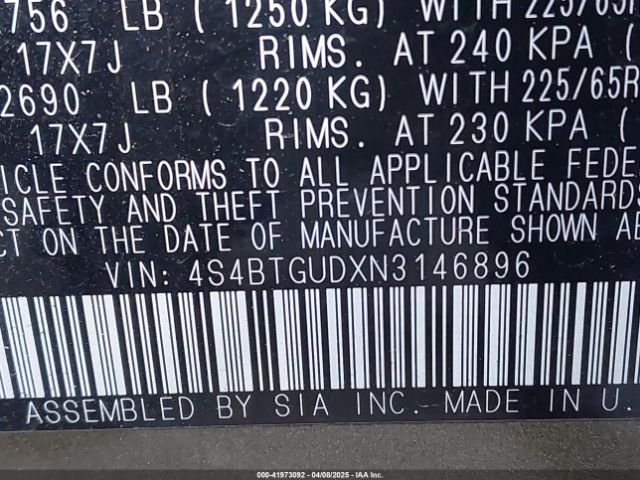 756 LB ( 1250 KG) WITH 225/65R
17X7J RIMS. AT 240 KPA (
2690 LB ( 1220 KG) WITH 225/65R
17X7J RIMS. AT 230 KPA (
ICLE CONFORMS TO ALL APPLICABLE FEDE
SAFETY AND THEFT PREVENTION STANDARDS
CT ON THE DATE OF MANUFACTURE SHOWN AB
VIN: 4S4BTGUDXN3146896
ASSEMBLED BY SIA INC. MADE IN U.
000-41973092 04/08/2025 IAAI.COM